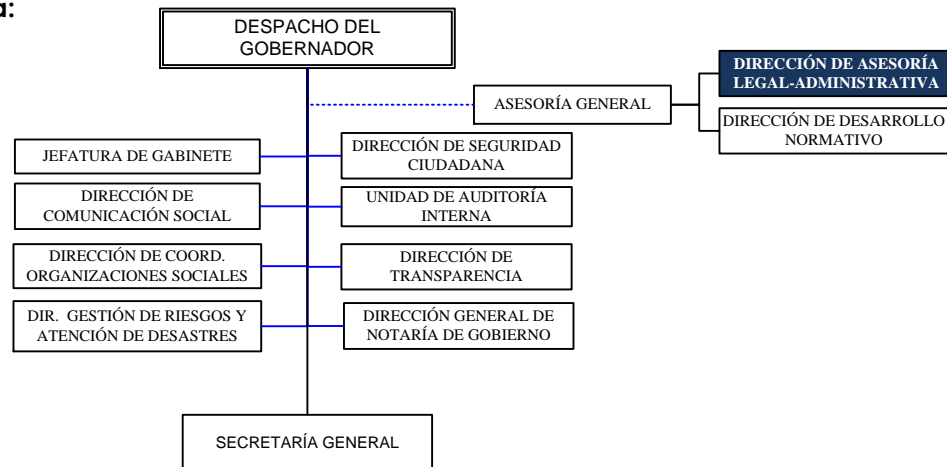 a:
DESPACHO DEL
GOBERNADOR
DIRECCIÓN DE ASESORÍA
LEGAL-ADMINISTRATIVA
ASESORÍA GENERAL
DIRECCIÓN DE DESARROLLO
NORMATIVO
JEFATURA DE GABINETE
DIRECCIÓN DE SEGURIDAD
CIUDADANA
DIRECCIÓN DE
COMUNICACIÓN SOCIAL
UNIDAD DE AUDITORÍA
INTERNA
DIRECCIÓN DE COORD.
ORGANIZACIONES SOCIALES
DIRECCIÓN DE
TRANSPARENCIA
DIR. GESTIÓN DE RIESGOS Y
ATENCIÓN DE DESASTRES
DIRECCIÓN GENERAL DE
NOTARÍA DE GOBIERNO
SECRETARÍA GENERAL